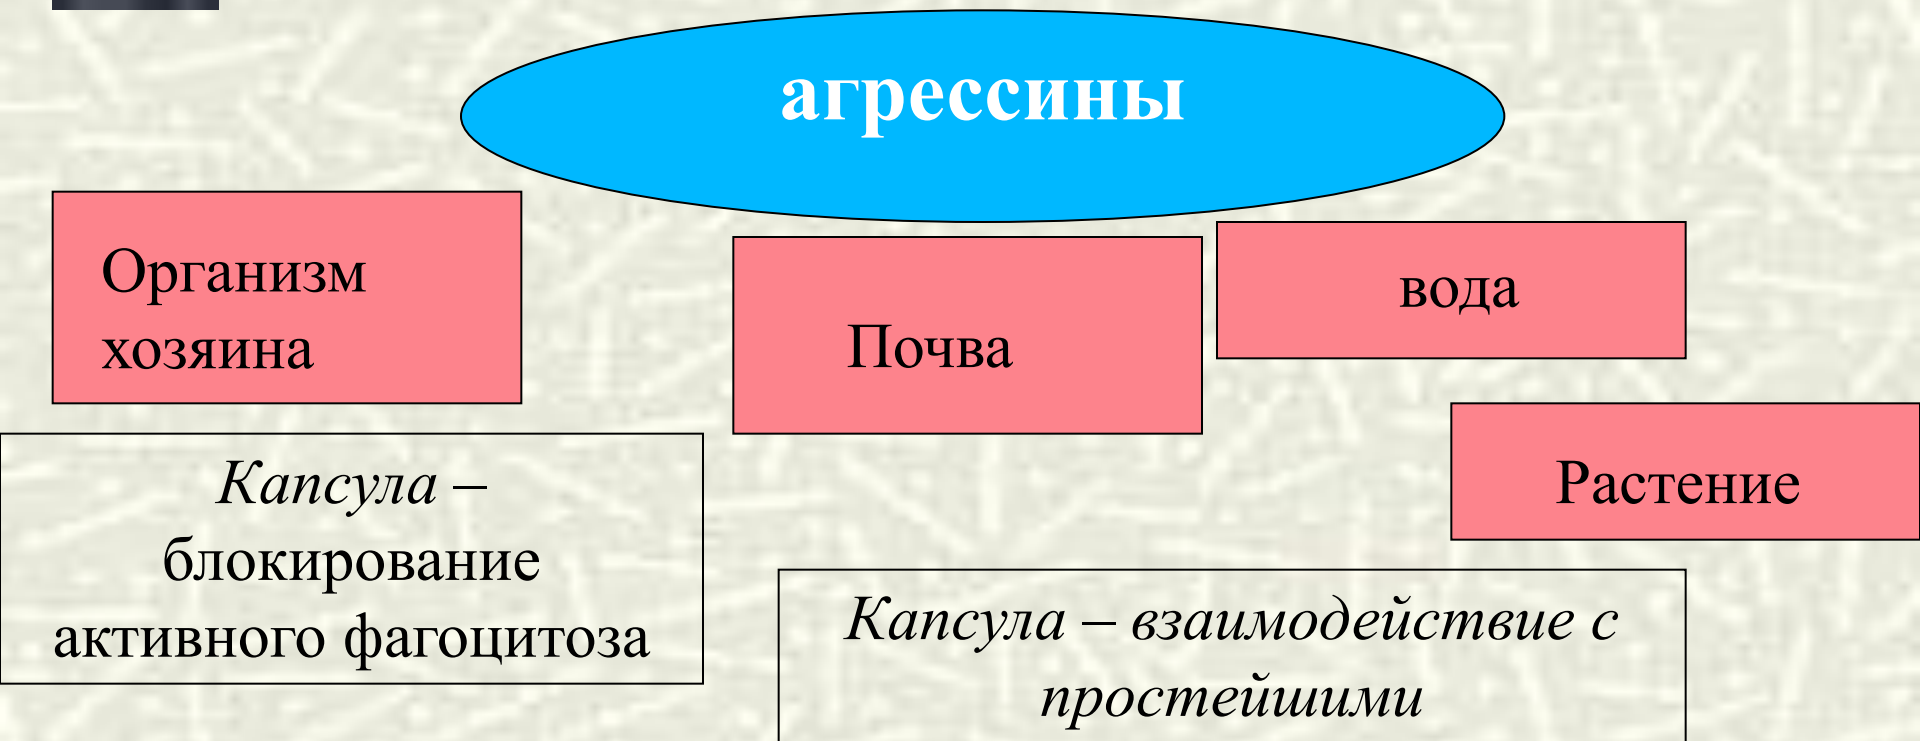 агрессины
Организм
хозяина
Почва
вода
Растение
Капсула –
блокирование
активного фагоцитоза
Капсула – взаимодействие с
простейшими